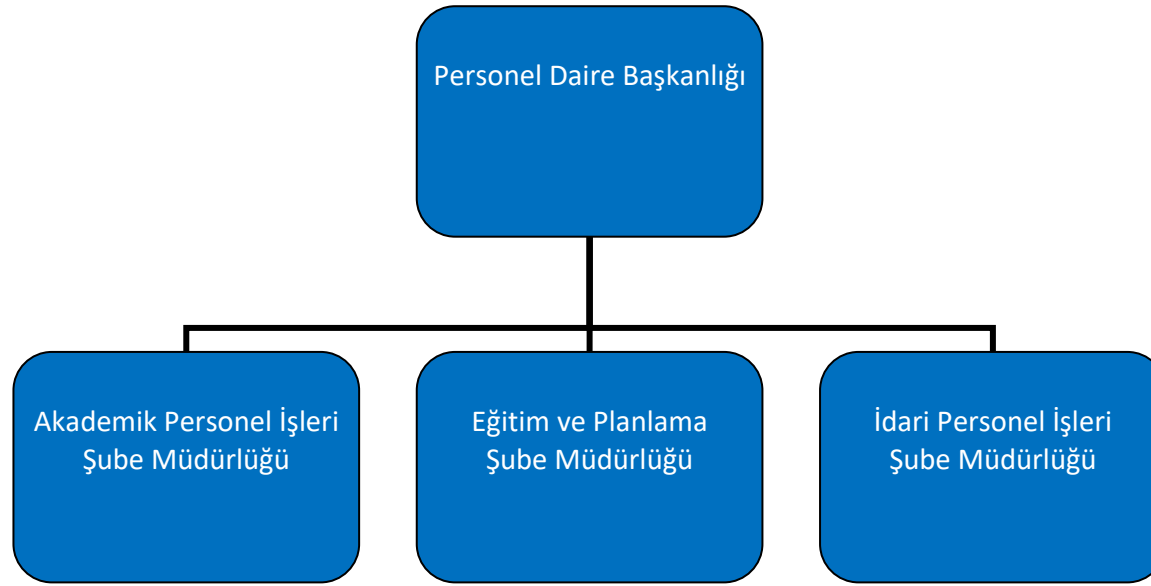 Personel Daire Başkanlığı
Akademik Personel İşleri
Şube Müdürlüğü
Eğitim ve Planlama
Şube Müdürlüğü
İdari Personel İşleri
Şube Müdürlüğü